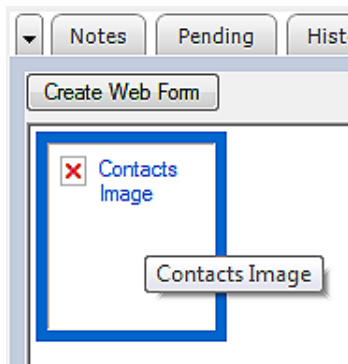 Notes Pending Hist
Create Web Form
Contacts
Image
Contacts Image